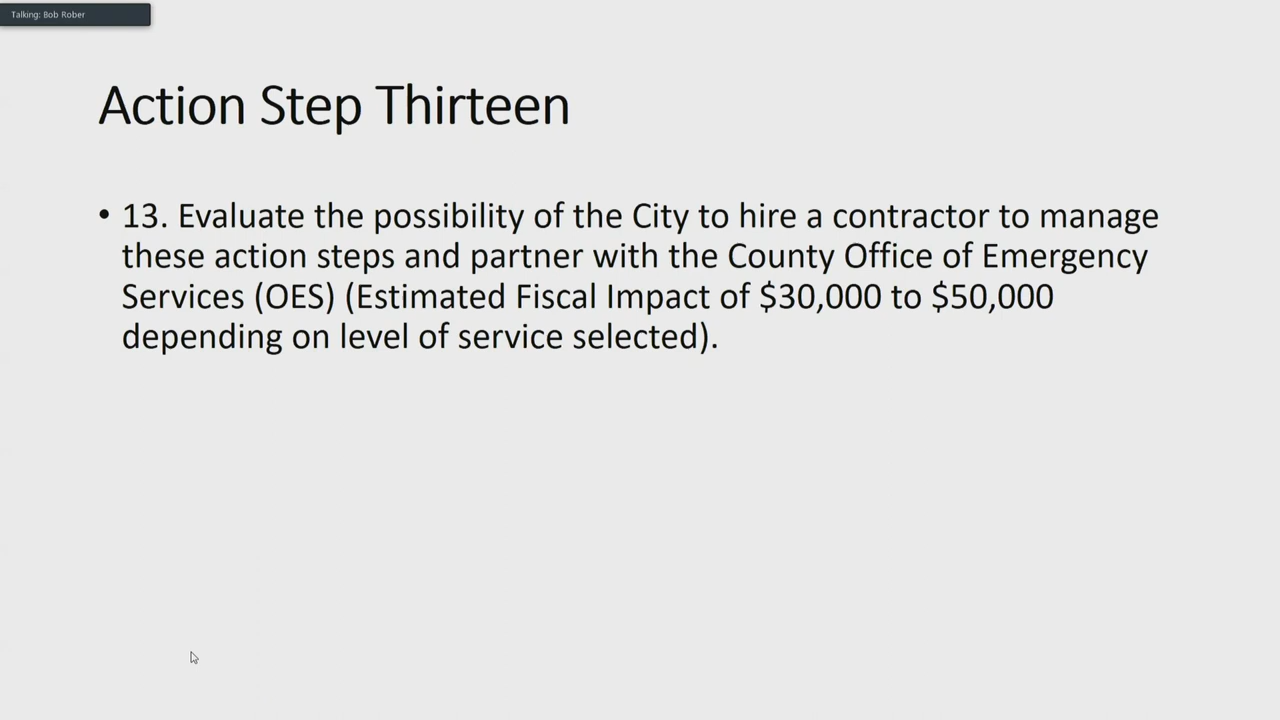 Talking: Bob Rober
Action Step Thirteen
• 13. Evaluate the possibility of the City to hire a contractor to manage
these action steps and partner with the County Office of Emergency
Services (OES) (Estimated Fiscal Impact of $30,000 to $50,000
depending on level of service selected).